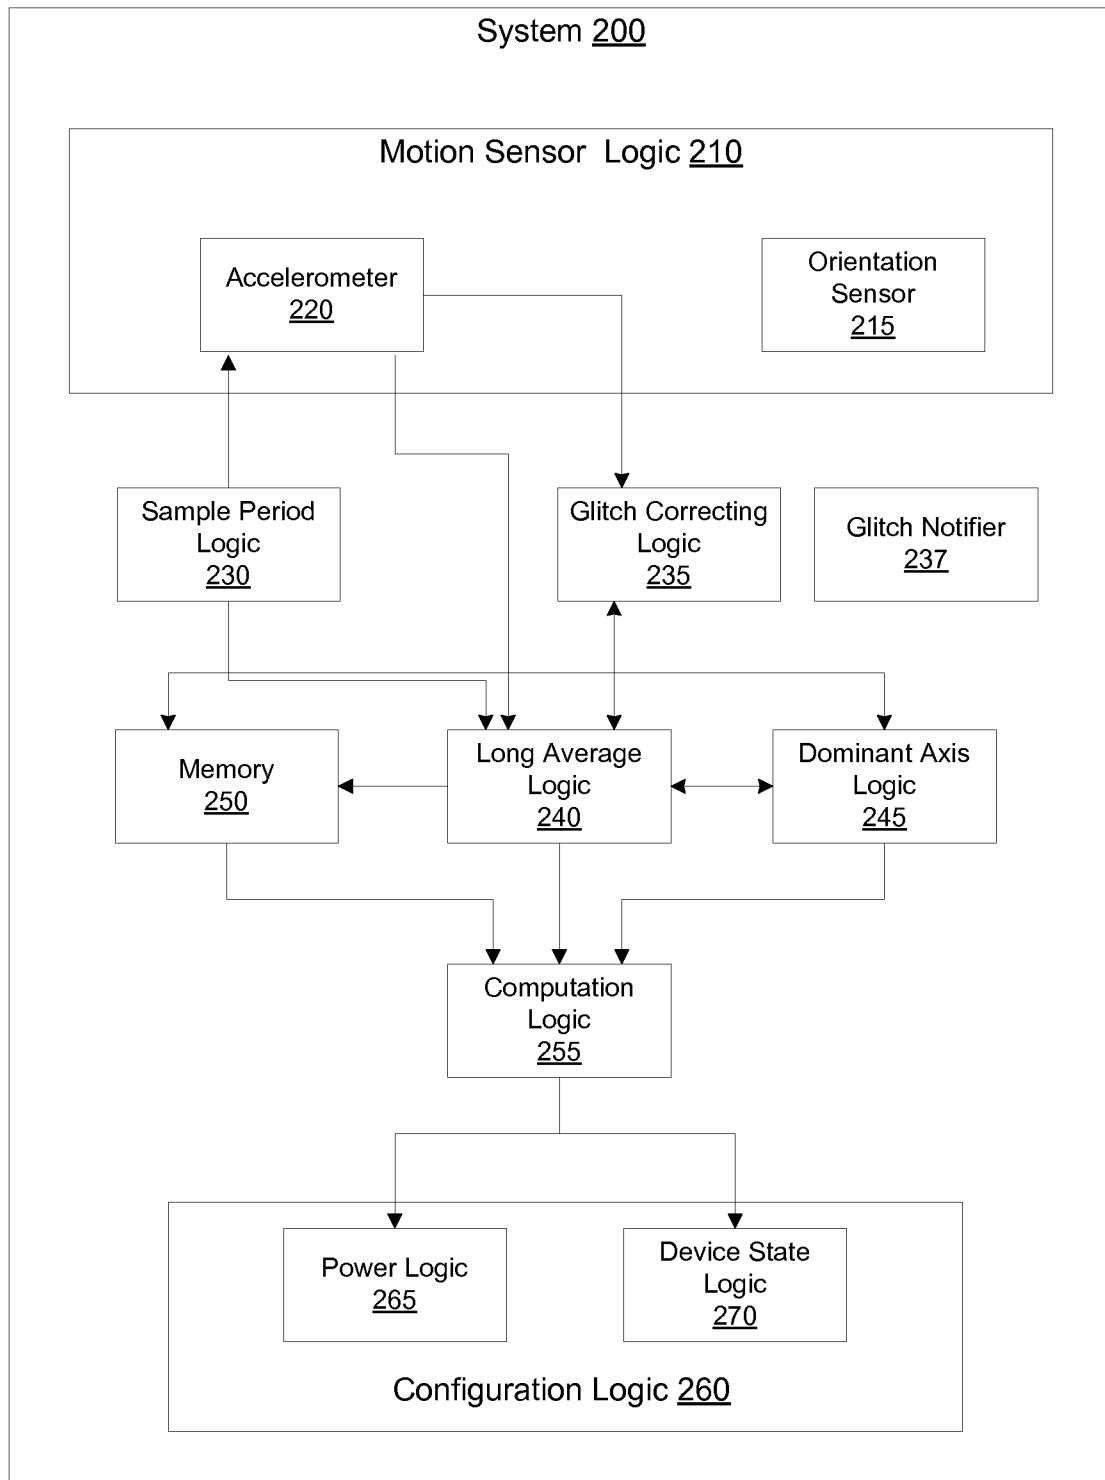 System 200
Motion Sensor Logic 210
Accelerometer
220
Orientation
Sensor
215
Sample Period
Logic
230
Glitch Correcting
Logic
235
Glitch Notifier
237
Memory
250
Long Average
Logic
240
Dominant Axis
Logic
245
Computation
Logic
255
Power Logic
265
Device State
Logic
270
Configuration Logic 260